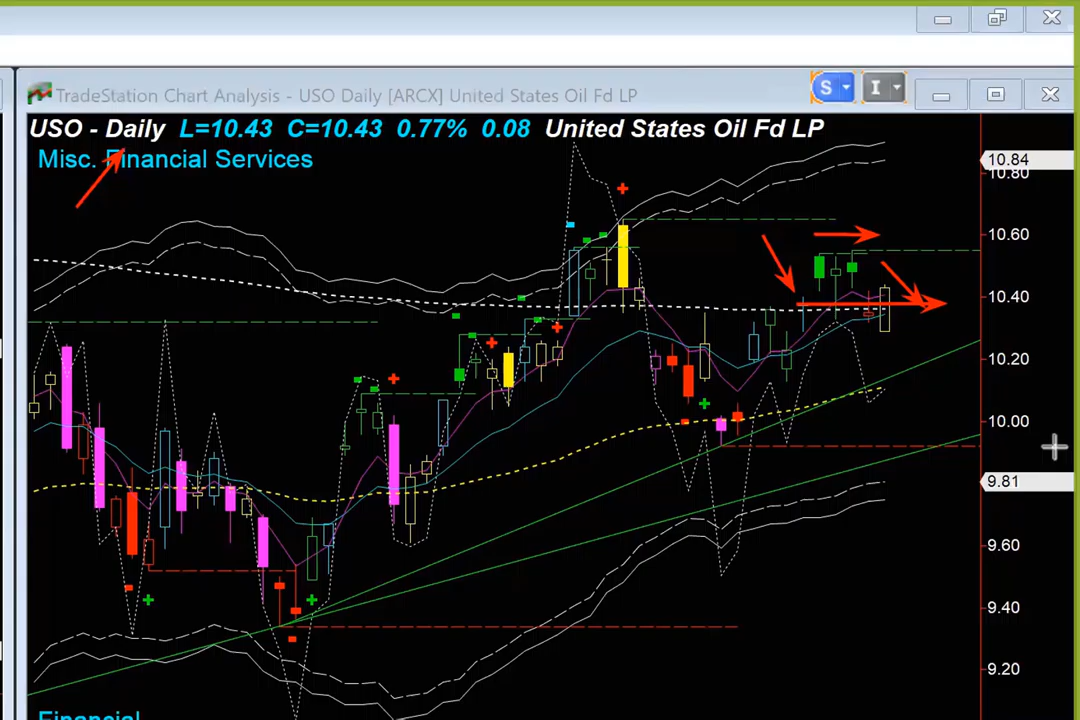 TradeStation Chart Analysis - USO Daily [ARCX] United States Oil Fd LP
S
I
USO - Daily L=10.43 C=10.43 0.77% 0.08 United States Oil Fd LP
Misc. Financial Services
10.84
10.80
10.60
10.40
10.20
10.00
9.81
9.60
9.40
9.20
Financial